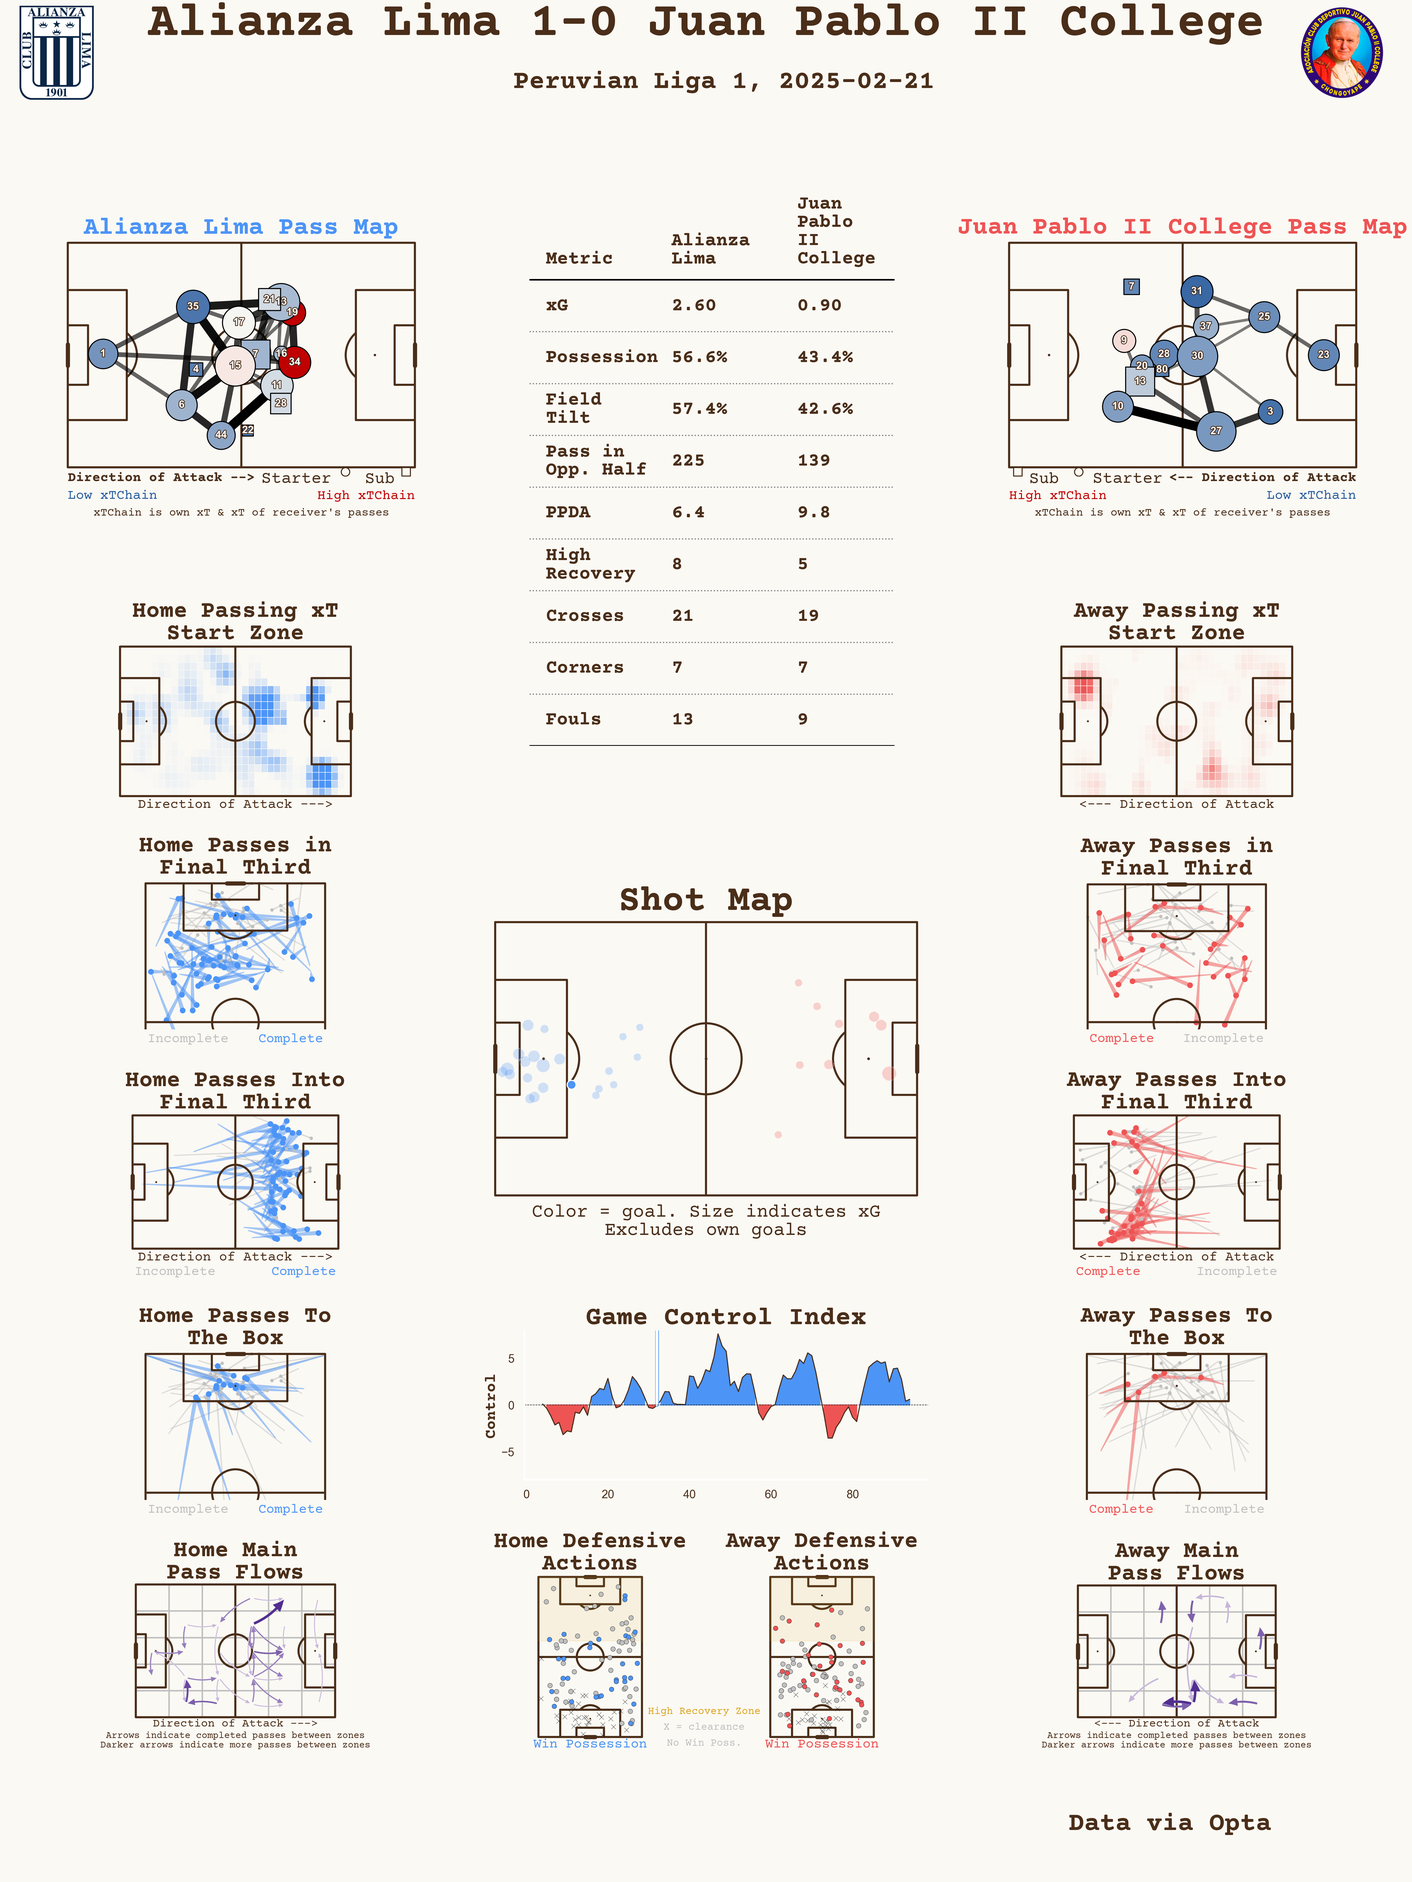 Alianza Lima 1-0 Juan Pablo II College
Peruvian Liga 1, 2025-02-21
ALIANZA
CLUB
LIMA
1901
ASOCIACIÓN CLUB DEPORTIVO JUAN PABLO II COLLEGE
CHONGOYAPE
Alianza Lima Pass Map
35
21
13
19
17
1
7
16
34
4
15
11
6
28
44
22
Direction of Attack --> Starter Sub
Low xTChain High xTChain
xTChain is own xT & xT of receiver's passes
Metric Alianza Lima Juan Pablo II College
xG 2.60 0.90
Possession 56.6% 43.4%
Field Tilt 57.4% 42.6%
Pass in Opp. Half 225 139
PPDA 6.4 9.8
High Recovery 8 5
Crosses 21 19
Corners 7 7
Fouls 13 9
Juan Pablo II College Pass Map
7
31
25
37
9
28
30
23
20
80
13
10
3
27
Sub Starter <-- Direction of Attack
High xTChain Low xTChain
xTChain is own xT & xT of receiver's passes
Home Passing xT
Start Zone
Direction of Attack --->
Away Passing xT
Start Zone
<--- Direction of Attack
Home Passes in
Final Third
Incomplete Complete
Away Passes in
Final Third
Complete Incomplete
Shot Map
Color = goal. Size indicates xG
Excludes own goals
Home Passes Into
Final Third
Direction of Attack --->
Incomplete Complete
Away Passes Into
Final Third
<--- Direction of Attack
Complete Incomplete
Home Passes To
The Box
Incomplete Complete
Game Control Index
Control
5
0
−5
0 20 40 60 80
Away Passes To
The Box
Complete Incomplete
Home Main
Pass Flows
Direction of Attack --->
Arrows indicate completed passes between zones
Darker arrows indicate more passes between zones
Home Defensive
Actions
Win Possession
High Recovery Zone
X = clearance
No Win Poss.
Away Defensive
Actions
Win Possession
Away Main
Pass Flows
<--- Direction of Attack
Arrows indicate completed passes between zones
Darker arrows indicate more passes between zones
Data via Opta